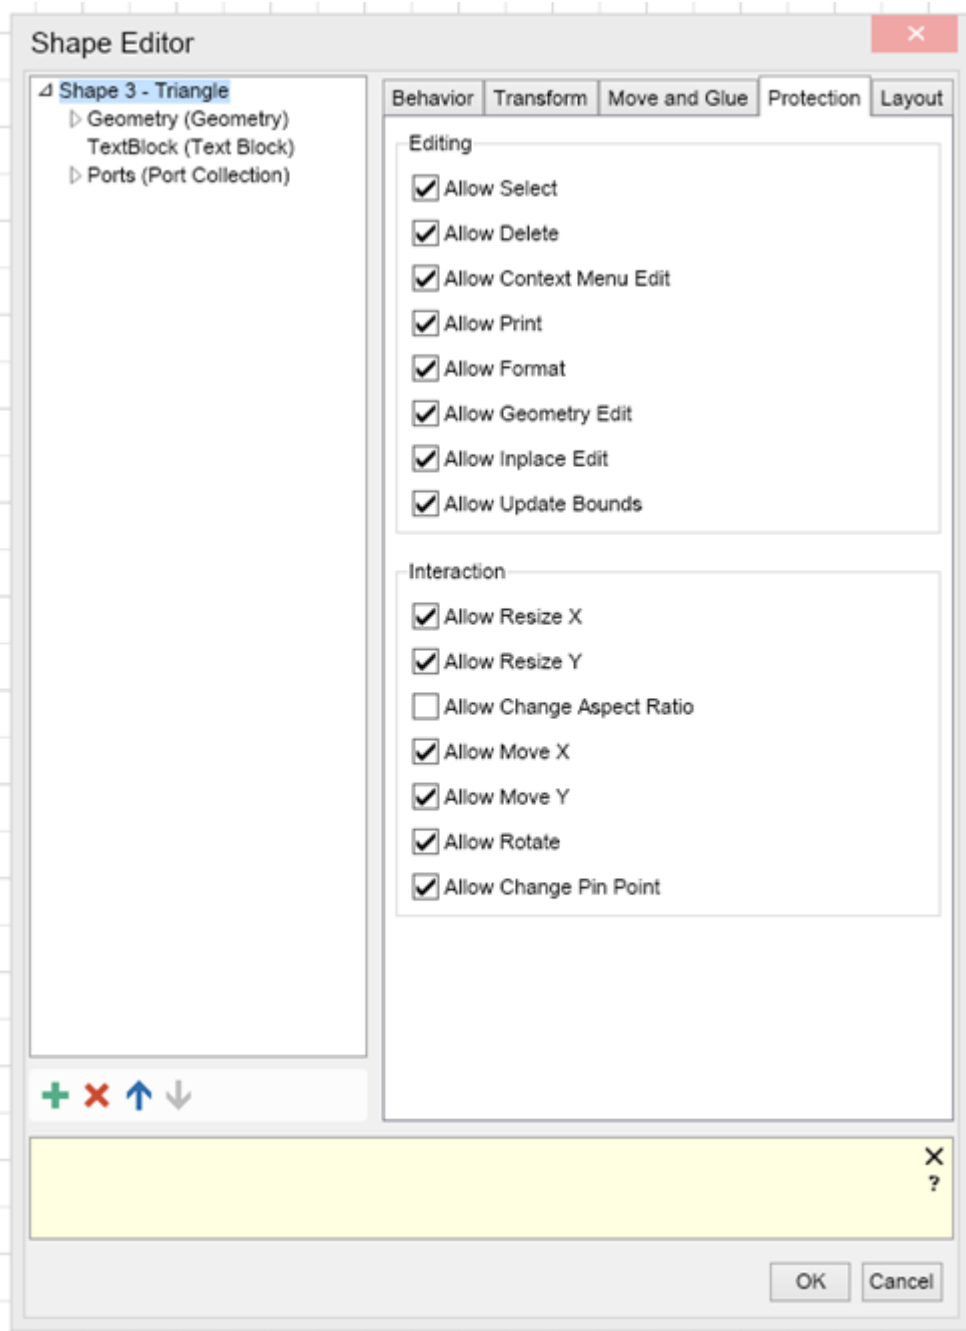 Shape Editor
Shape 3 - Triangle
Geometry (Geometry)
TextBlock (Text Block)
Ports (Port Collection)
Behavior Transform Move and Glue Protection Layout
Editing
Allow Select
Allow Delete
Allow Context Menu Edit
Allow Print
Allow Format
Allow Geometry Edit
Allow Inplace Edit
Allow Update Bounds
Interaction
Allow Resize X
Allow Resize Y
Allow Change Aspect Ratio
Allow Move X
Allow Move Y
Allow Rotate
Allow Change Pin Point
?
OK Cancel